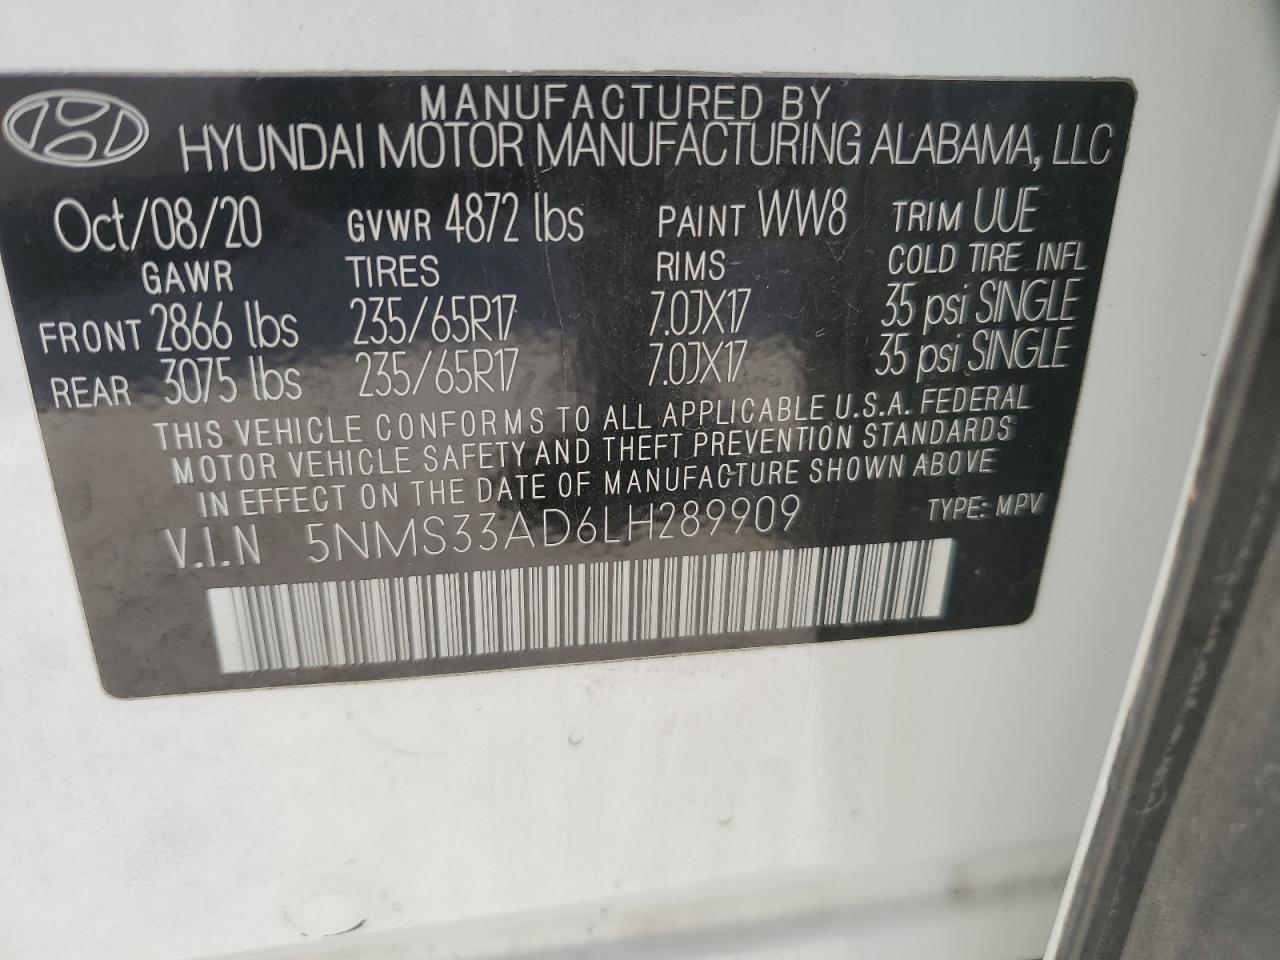 MANUFACTURED BY
HYUNDAI MOTOR MANUFACTURING ALABAMA, LLC
Oct/08/20 GVWR 4872 lbs PAINT WW8 TRIM UUE
GAWR TIRES RIMS COLD TIRE INFL
FRONT 2866 lbs 235/65R17 7.0JX17 35 psi SINGLE
REAR 3075 lbs 235/65R17 7.0JX17 35 psi SINGLE
THIS VEHICLE CONFORMS TO ALL APPLICABLE U.S.A. FEDERAL
MOTOR VEHICLE SAFETY AND THEFT PREVENTION STANDARDS
IN EFFECT ON THE DATE OF MANUFACTURE SHOWN ABOVE
V.I.N 5NMS33AD6LH289909 TYPE: MPV